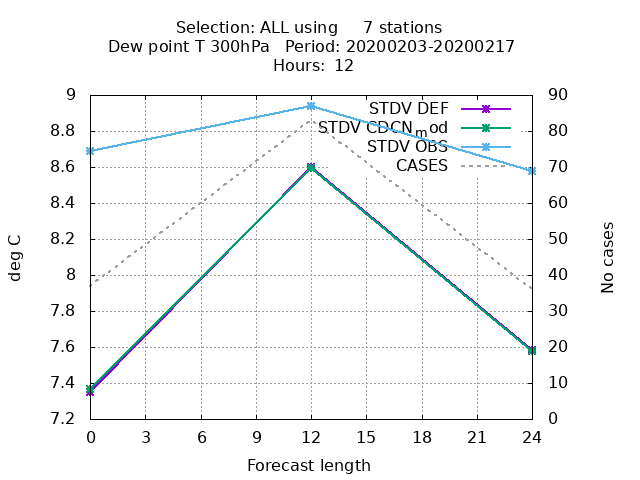 Selection: ALL using     7 stations
Dew point T 300hPa   Period: 20200203-20200217
Hours:  12
9 90
STDV DEF
8.8 STDV CDCNmod 80
STDV OBS
8.6 CASES 70
8.4 60
8.2 50
deg C 8 40 No cases
7.8 30
7.6 20
7.4 10
7.2 0
0 3 6 9 12 15 18 21 24
Forecast length